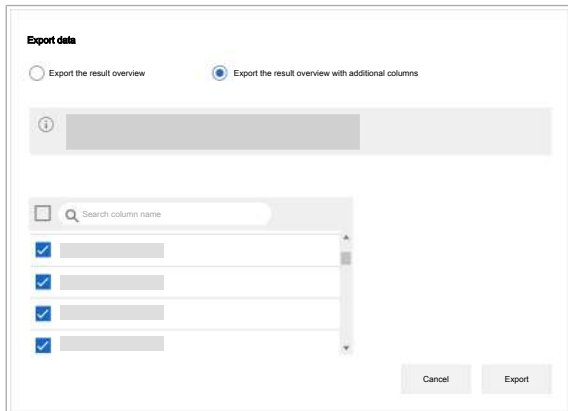 Export data
Export the result overview Export the result overview with additional columns
Search column name
Cancel Export